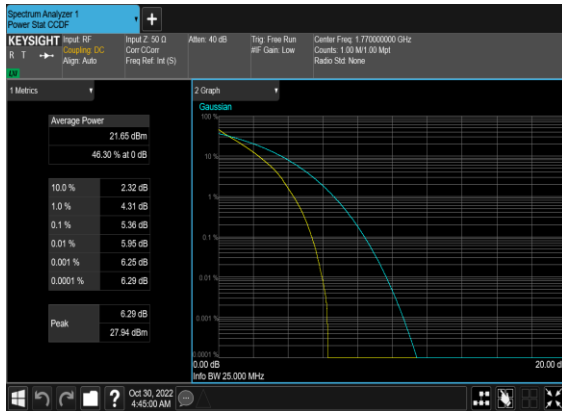 Spectrum Analyzer 1
Power Stat CCDF
+
KEYSIGHT
R T
Input: RF
Coupling: DC
Align: Auto
Input Z: 50 Ω
Corr CCorr
Freq Ref: Int (S)
Atten: 40 dB
Trig: Free Run
#IF Gain: Low
Center Freq: 1.770000000 GHz
Counts: 1.00 M/1.00 Mpt
Radio Std: None
1 Metrics
Average Power
21.65 dBm
46.30 % at 0 dB
10.0 % 2.32 dB
1.0 % 4.31 dB
0.1 % 5.36 dB
0.01 % 5.95 dB
0.001 % 6.25 dB
0.0001 % 6.29 dB
Peak
6.29 dB
27.94 dBm
2 Graph
Gaussian
100 %
10 %
1 %
0.1 %
0.01 %
0.001 %
0.0001 %
0.00 dB
20.00 d
Info BW 25.000 MHz
?
Oct 30, 2022
4:45:00 AM